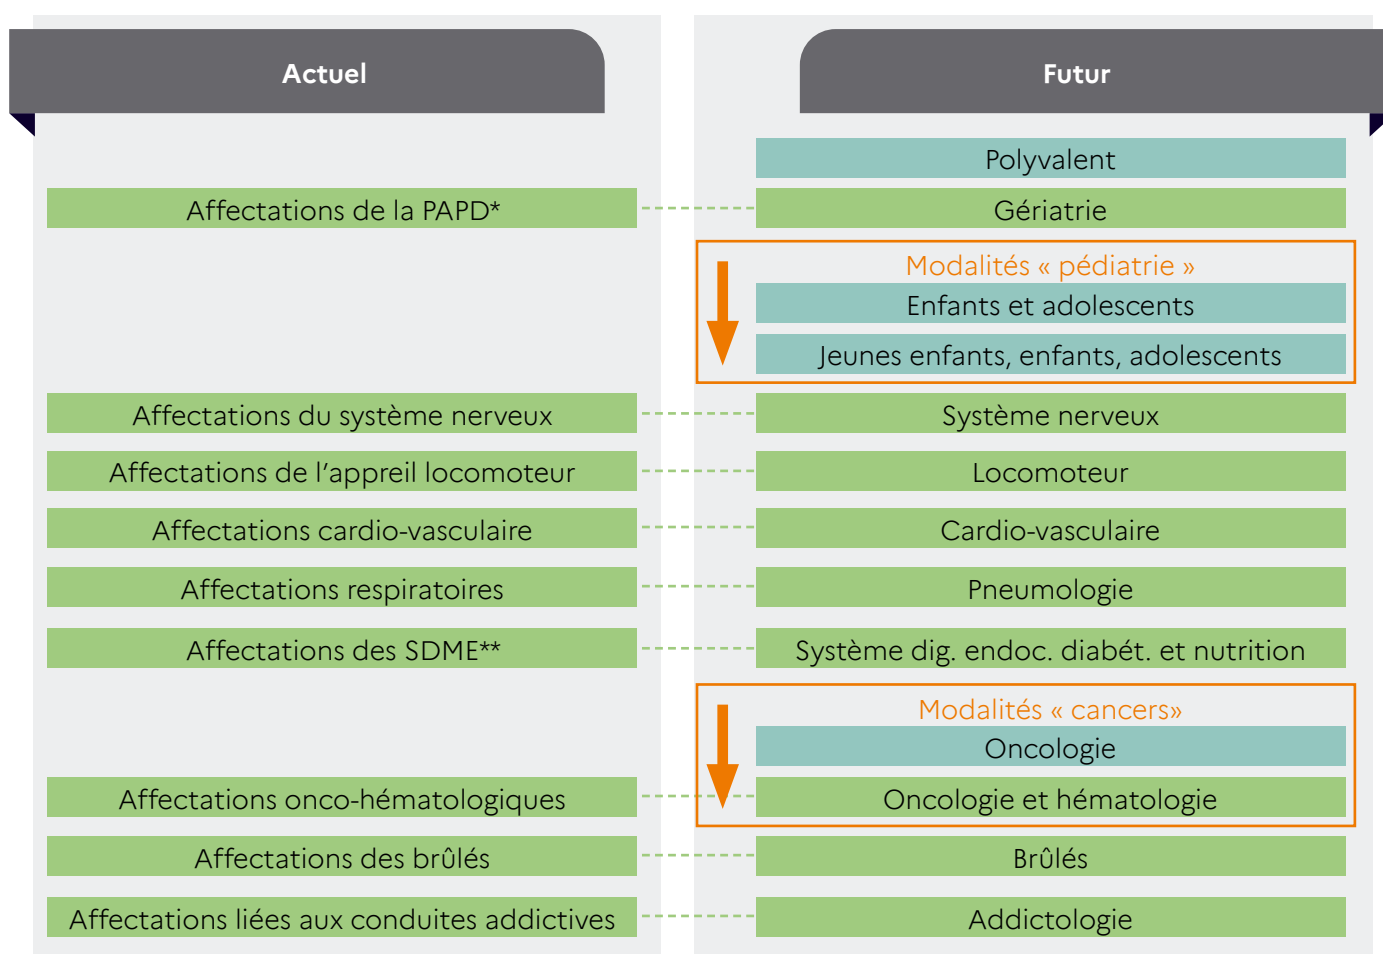 Actuel
Futur
Polyvalent
Affectations de la PAPD*
Gériatrie
Modalités « pédiatrie »
Enfants et adolescents
Jeunes enfants, enfants, adolescents
Affectations du système nerveux
Système nerveux
Affectations de l’appreil locomoteur
Locomoteur
Affectations cardio-vasculaire
Cardio-vasculaire
Affectations respiratoires
Pneumologie
Affectations des SDME**
Système dig. endoc. diabét. et nutrition
Modalités « cancers»
Oncologie
Affectations onco-hématologiques
Oncologie et hématologie
Affectations des brûlés
Brûlés
Affectations liées aux conduites addictives
Addictologie